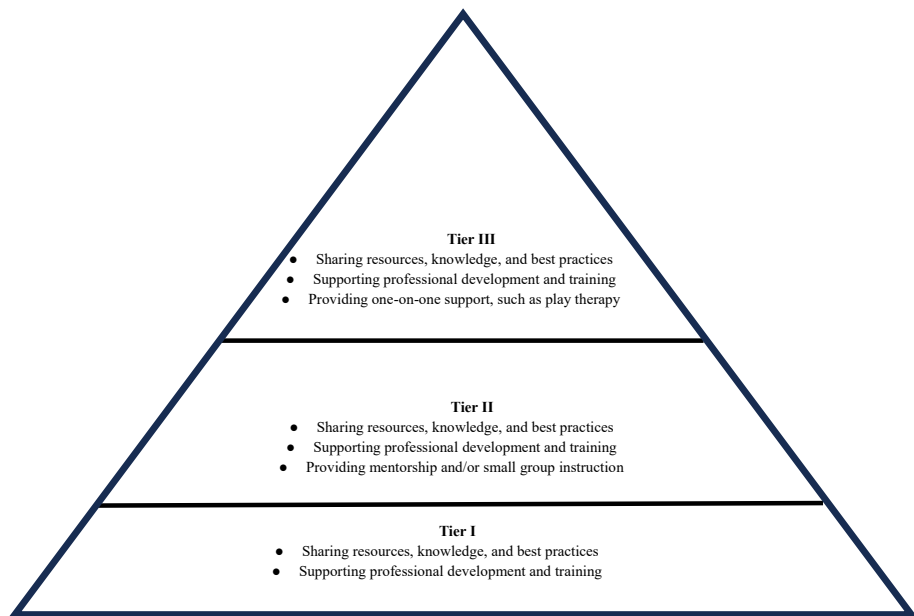 Tier III
● Sharing resources, knowledge, and best practices
● Supporting professional development and training
● Providing one-on-one support, such as play therapy
Tier II
● Sharing resources, knowledge, and best practices
● Supporting professional development and training
● Providing mentorship and/or small group instruction
Tier I
● Sharing resources, knowledge, and best practices
● Supporting professional development and training